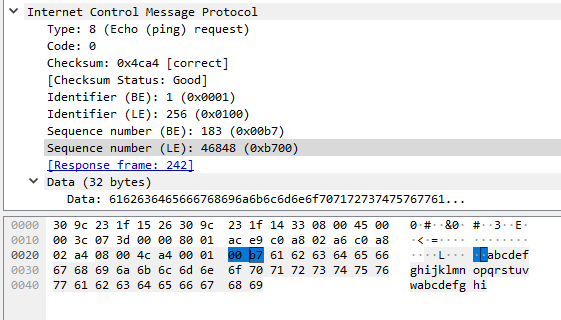 Internet Control Message Protocol
Type: 8 (Echo (ping) request)
Code: 0
Checksum: 0x4ca4 [correct]
[Checksum Status: Good]
Identifier (BE): 1 (0x0001)
Identifier (LE): 256 (0x0100)
Sequence number (BE): 183 (0x00b7)
Sequence number (LE): 46848 (0xb700)
[Response frame: 242]
Data (32 bytes)
Data: 6162636465666768696a6b6c6d6e6f707172737475767761...
0000 30 9c 23 1f 15 26 30 9c 23 1f 14 33 08 00 45 00 0·#··&0· #··3··E·
0010 00 3c 07 3d 00 00 80 01 ac e9 c0 a8 02 a6 c0 a8 ·<·=···· ········
0020 02 a4 08 00 4c a4 00 01 00 b7 61 62 63 64 65 66 ····L··· ··abcdef
0030 67 68 69 6a 6b 6c 6d 6e 6f 70 71 72 73 74 75 76 ghijklmn opqrstuv
0040 77 61 62 63 64 65 66 67 68 69 wabcdefg hi